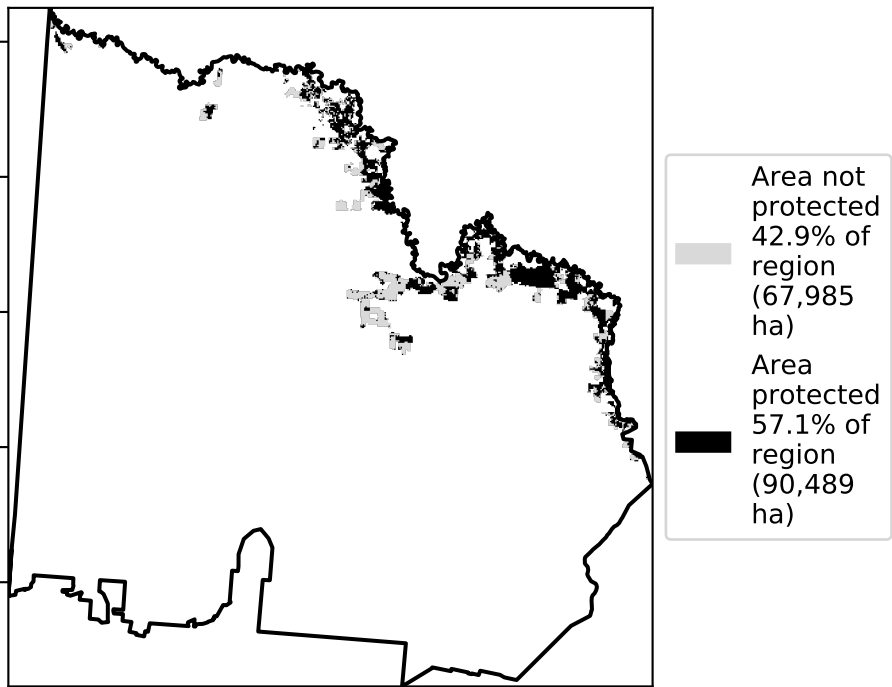 Area not
protected
42.9% of
region
(67,985
ha)
Area
protected
57.1% of
region
(90,489
ha)